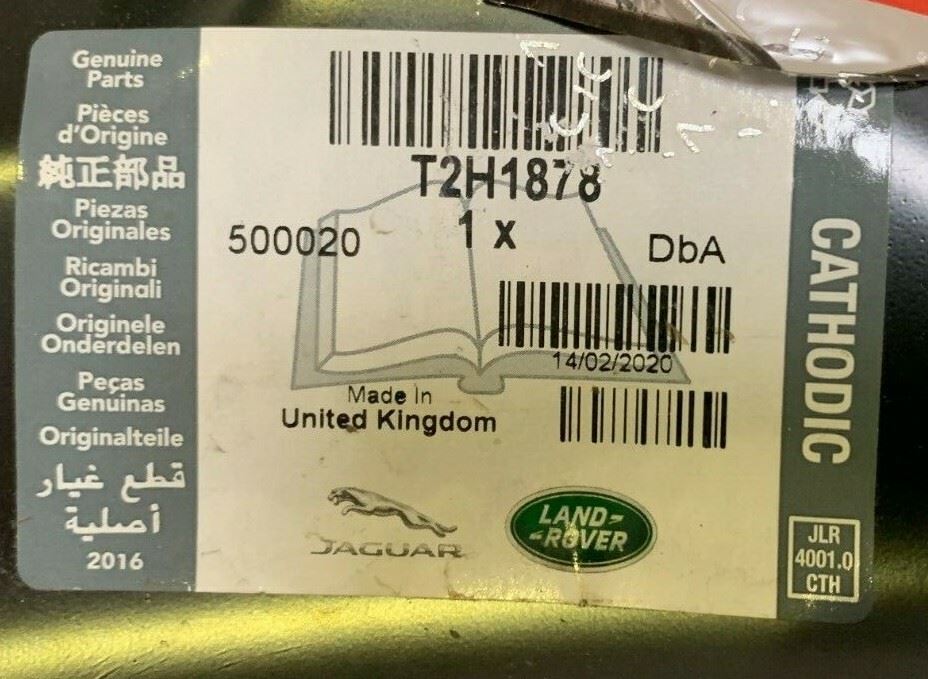 Genuine
Parts
Pièces
d'Origine
純正部品
Piezas
Originales
Ricambi
Originali
Originele
Onderdelen
Peças
Genuinas
Originalteile
قطع غيار
أصلية
2016
T2H1878
1 x
500020
DbA
14/02/2020
Made In
United Kingdom
JAGUAR
LAND-
-ROVER
CATHODIC
JLR
4001.0
CTH